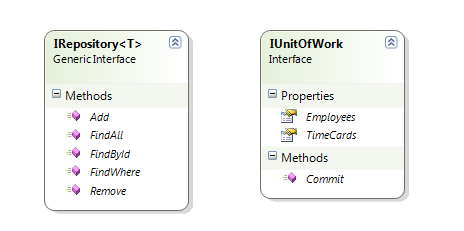 IRepository<T>
Generic Interface
Methods
Add
FindAll
FindById
FindWhere
Remove
IUnitOfWork
Interface
Properties
Employees
TimeCards
Methods
Commit